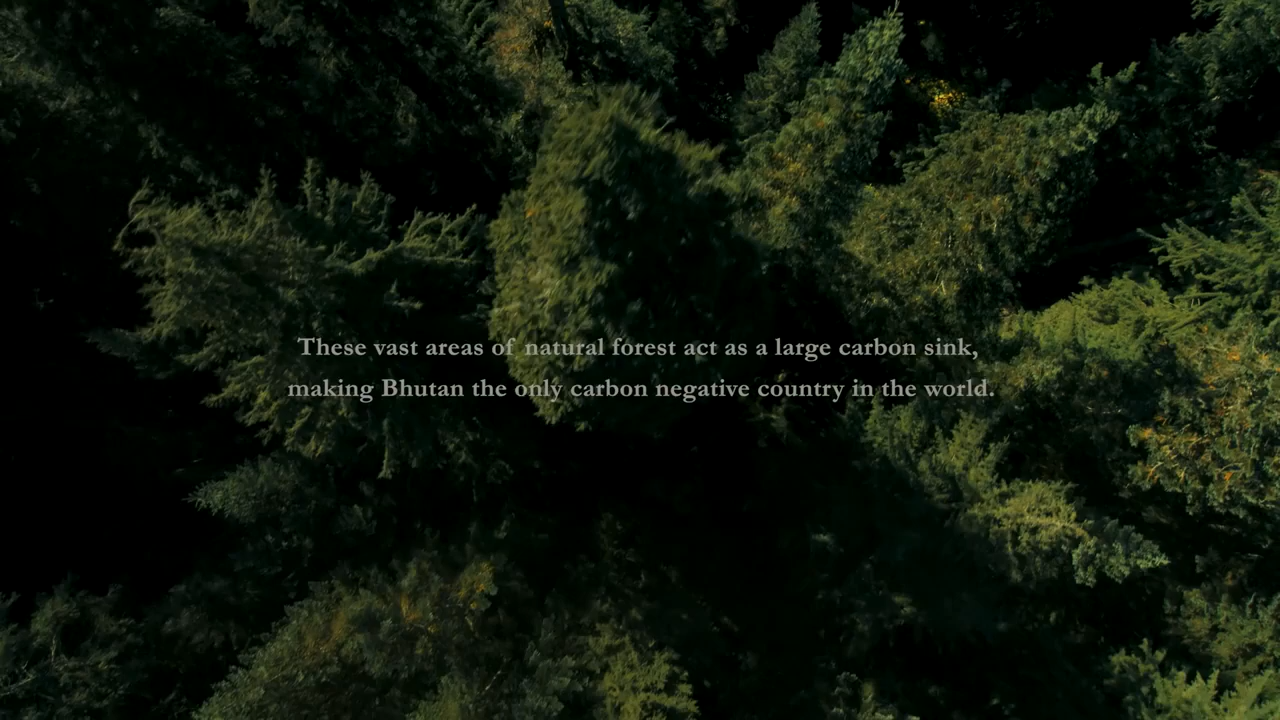 These vast areas of natural forest act as a large carbon sink,
making Bhutan the only carbon negative country in the world.